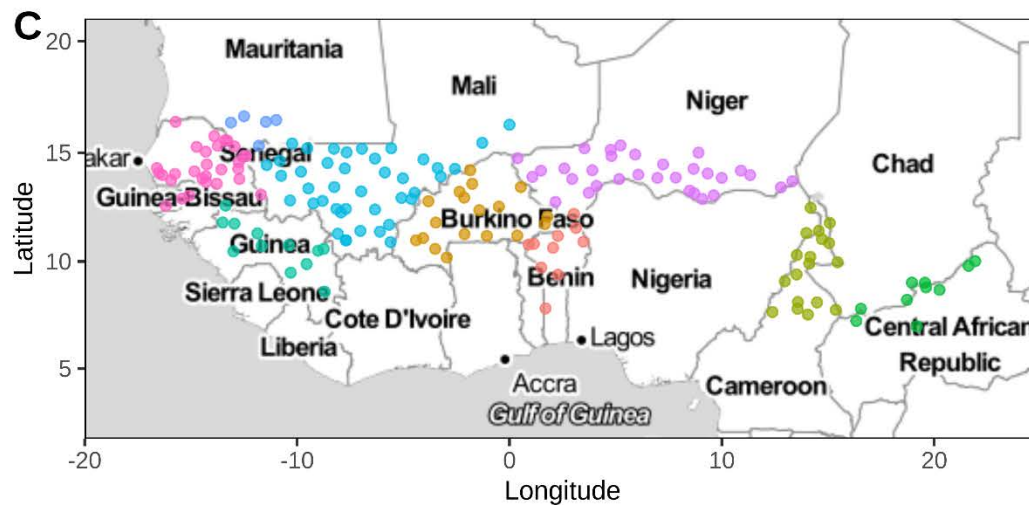 C
20
15
10
5
Latitude
Mauritania
Mali
Niger
Chad
akar
Senegal
Guinea-Bissau
Burkino Faso
Guinea
Benin
Nigeria
Sierra Leone
Cote D'Ivoire
Lagos
Central African
Republic
Liberia
Accra
Cameroon
Gulf of Guinea
-20
-10
0
10
20
Longitude